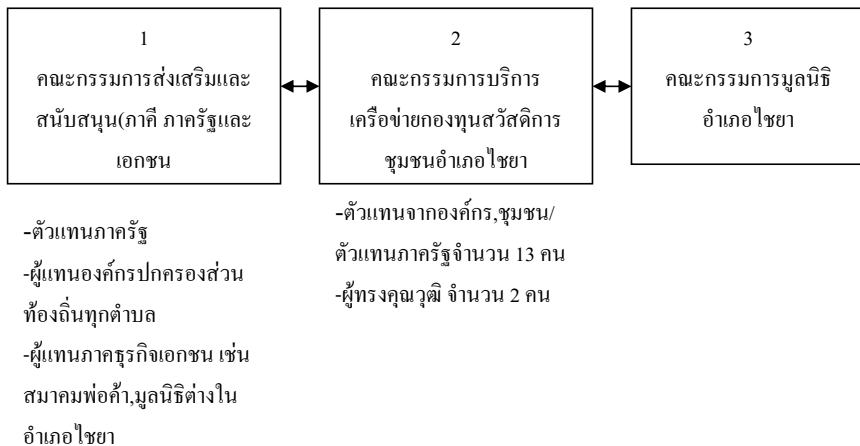 1
คณะกรรมการส่งเสริมและ
สนับสนุน(ภาคี ภาครัฐและ
เอกชน
-ตัวแทนภาครัฐ
-ผู้แทนองค์กรปกครองส่วน
ท้องถิ่นทุกตำบล
-ผู้แทนภาคธุรกิจเอกชน เช่น
สมาคมพ่อค้า,มูลนิธิต่างใน
อำเภอไชยา
2
คณะกรรมการบริการ
เครือข่ายกองทุนสวัสดิการ
ชุมชนอำเภอไชยา
-ตัวแทนจากองค์กร,ชุมชน/
ตัวแทนภาครัฐจำนวน 13 คน
-ผู้ทรงคุณวุฒิ จำนวน 2 คน
3
คณะกรรมการมูลนิธิ
อำเภอไชยา